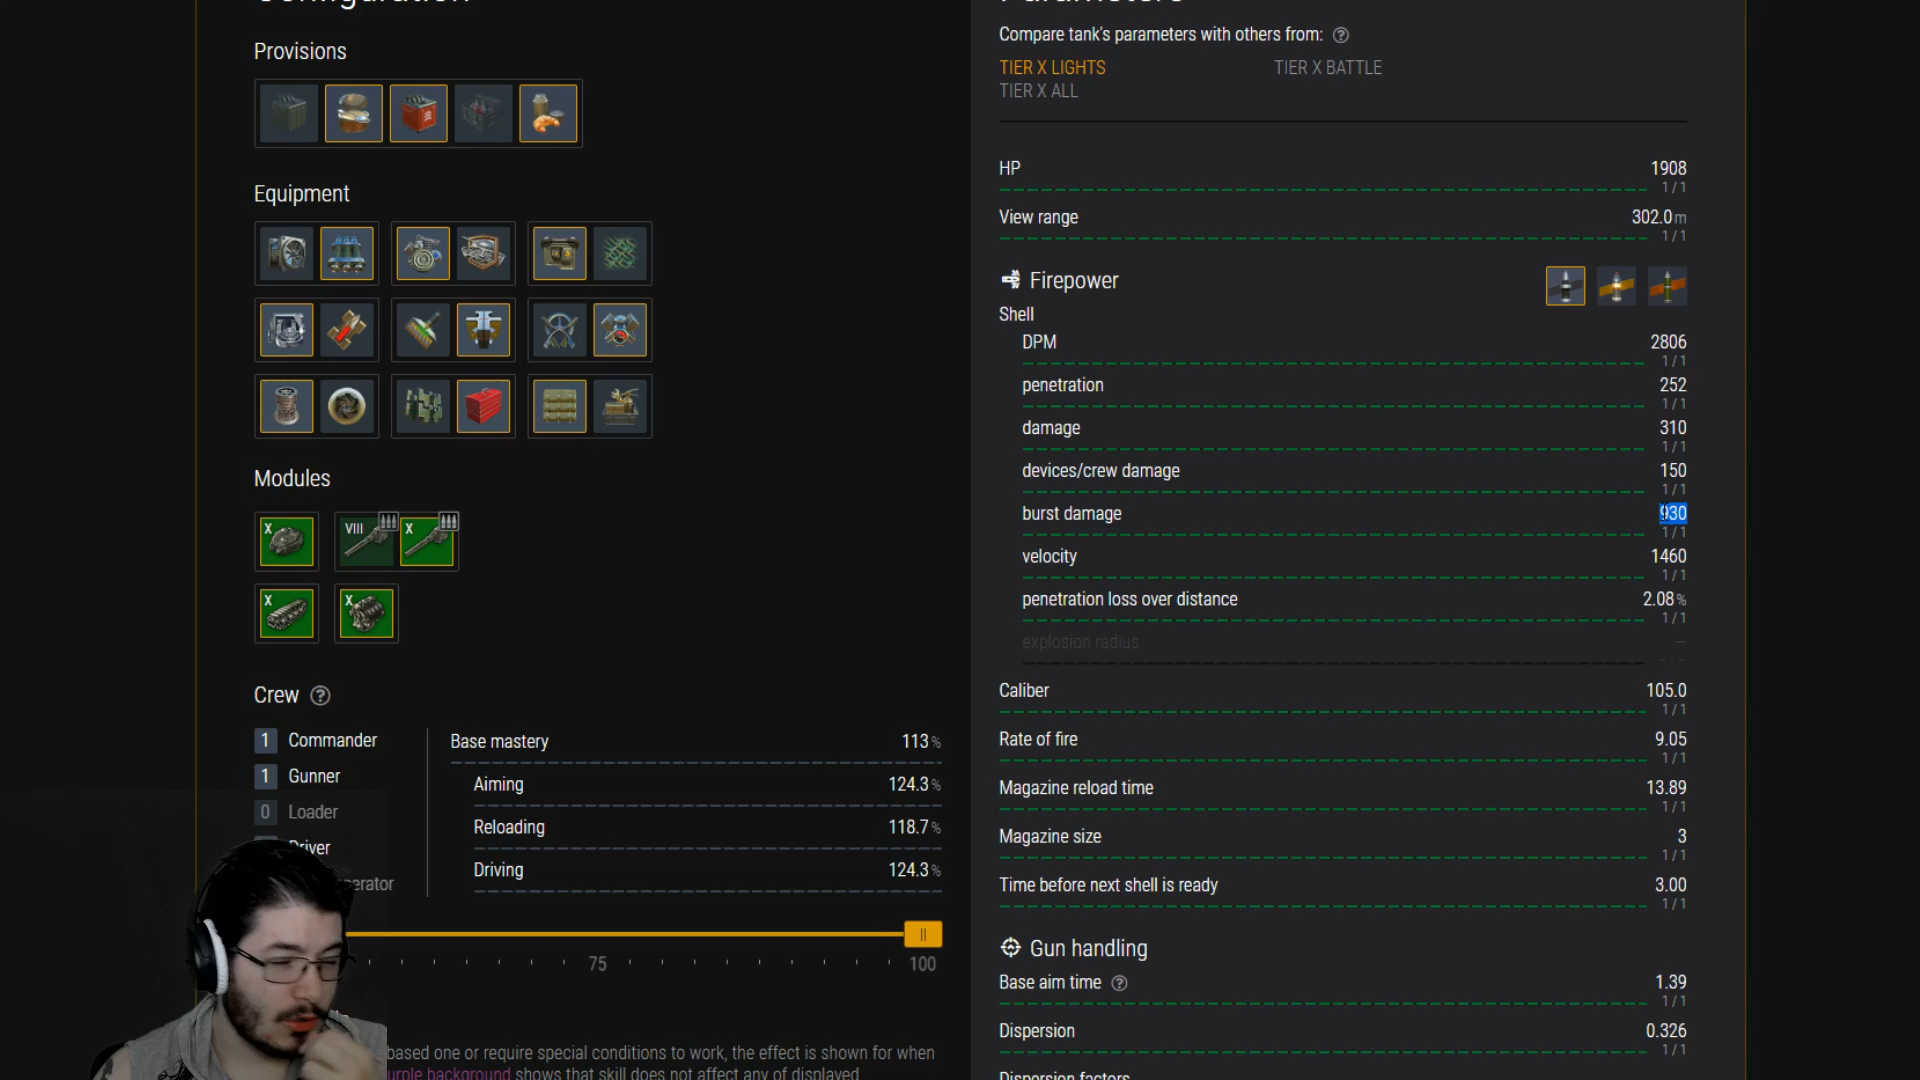 Provisions
Equipment
Modules
X
VIII
X
X
X
Crew ?
1 Commander
1 Gunner
0 Loader
Driver
Base mastery 113 %
Aiming 124.3 %
Reloading 118.7 %
Driving 124.3 %
75
100
based one or require special conditions to work, the effect is shown for when
urple background shows that skill does not affect any of displayed
Compare tank's parameters with others from: ?
TIER X LIGHTS
TIER X BATTLE
TIER X ALL
HP 1908
1 / 1
View range 302.0 m
1 / 1
Firepower
Shell
DPM 2806
1 / 1
penetration 252
1 / 1
damage 310
1 / 1
devices/crew damage 150
1 / 1
burst damage 930
1 / 1
velocity 1460
1 / 1
penetration loss over distance 2.08 %
1 / 1
explosion radius –
Caliber 105.0
1 / 1
Rate of fire 9.05
1 / 1
Magazine reload time 13.89
1 / 1
Magazine size 3
1 / 1
Time before next shell is ready 3.00
1 / 1
Gun handling
Base aim time ? 1.39
1 / 1
Dispersion 0.326
1 / 1
Dispersion factors